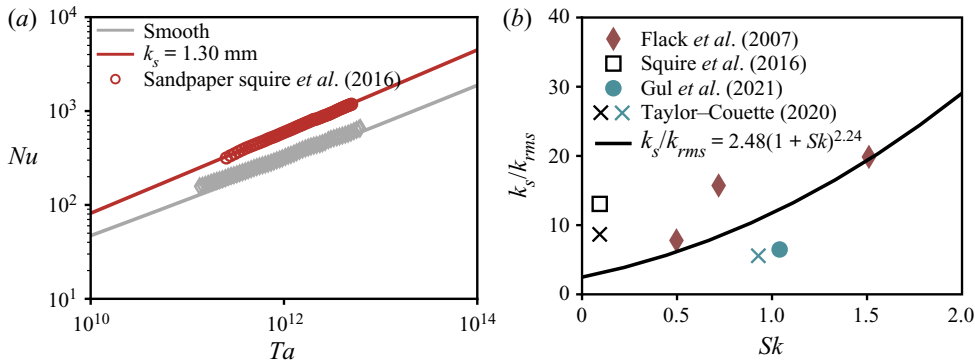 (a)
10^4
Smooth
k_s = 1.30 mm
Sandpaper squire et al. (2016)
10^3
Nu
10^2
10^1
10^10
10^12
10^14
Ta
(b)
40
Flack et al. (2007)
Squire et al. (2016)
30
Gul et al. (2021)
Taylor–Couette (2020)
k_s/k_rms = 2.48(1 + Sk)^2.24
k_s/k_rms
20
10
0
0
0.5
1.0
1.5
2.0
Sk